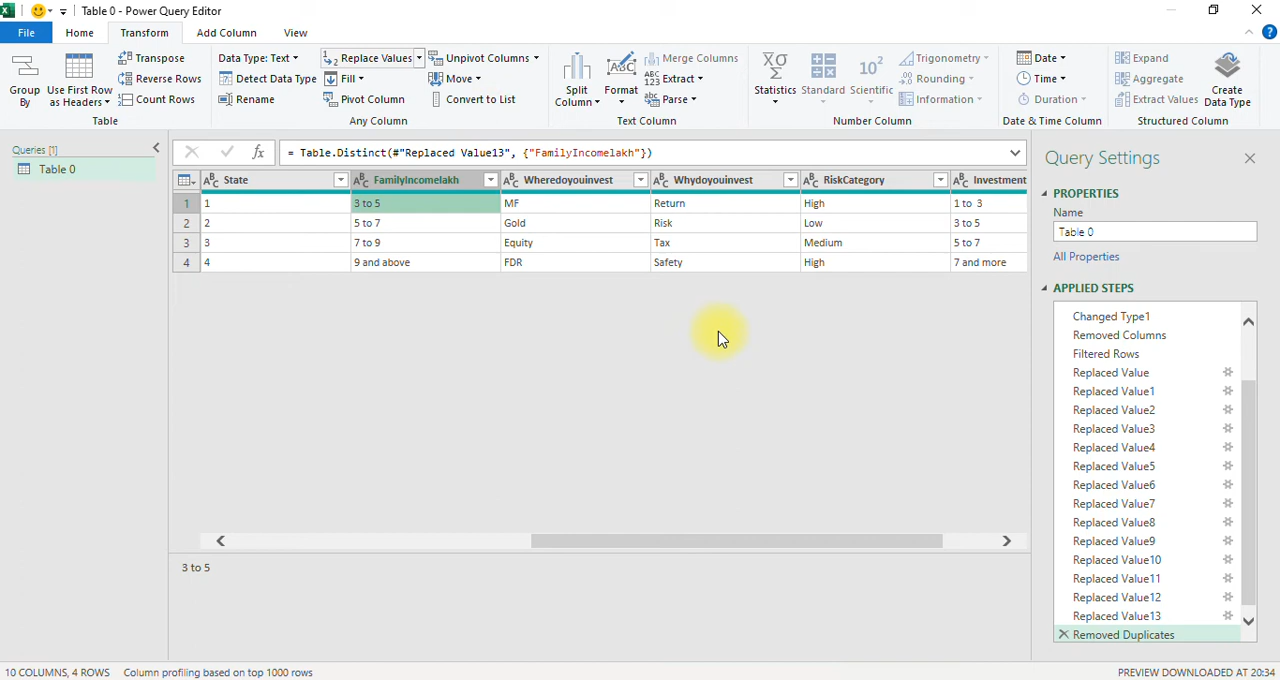 Table 0 - Power Query Editor
File Home Transform Add Column View
Group By
Use First Row as Headers
Transpose
Reverse Rows
Count Rows
Table
Data Type: Text
Detect Data Type
Rename
Replace Values
Fill
Pivot Column
Unpivot Columns
Move
Convert to List
Any Column
Split Column
Format
Merge Columns
Extract
Parse
Text Column
Statistics
Standard
Scientific
Trigonometry
Rounding
Information
Number Column
Date
Time
Duration
Date & Time Column
Expand
Aggregate
Extract Values
Create Data Type
Structured Column
Queries [1]
Table 0
fx = Table.Distinct(#"Replaced Value13", {"FamilyIncomelakh"})
State FamilyIncomelakh Wheredoyouinvest Whydoyouinvest RiskCategory Investment
1 1 3 to 5 MF Return High 1 to 3
2 2 5 to 7 Gold Risk Low 3 to 5
3 3 7 to 9 Equity Tax Medium 5 to 7
4 4 9 and above FDR Safety High 7 and more
3 to 5
Query Settings
PROPERTIES
Name
Table 0
All Properties
APPLIED STEPS
Changed Type1
Removed Columns
Filtered Rows
Replaced Value
Replaced Value1
Replaced Value2
Replaced Value3
Replaced Value4
Replaced Value5
Replaced Value6
Replaced Value7
Replaced Value8
Replaced Value9
Replaced Value10
Replaced Value11
Replaced Value12
Replaced Value13
Removed Duplicates
10 COLUMNS, 4 ROWS Column profiling based on top 1000 rows PREVIEW DOWNLOADED AT 20:34